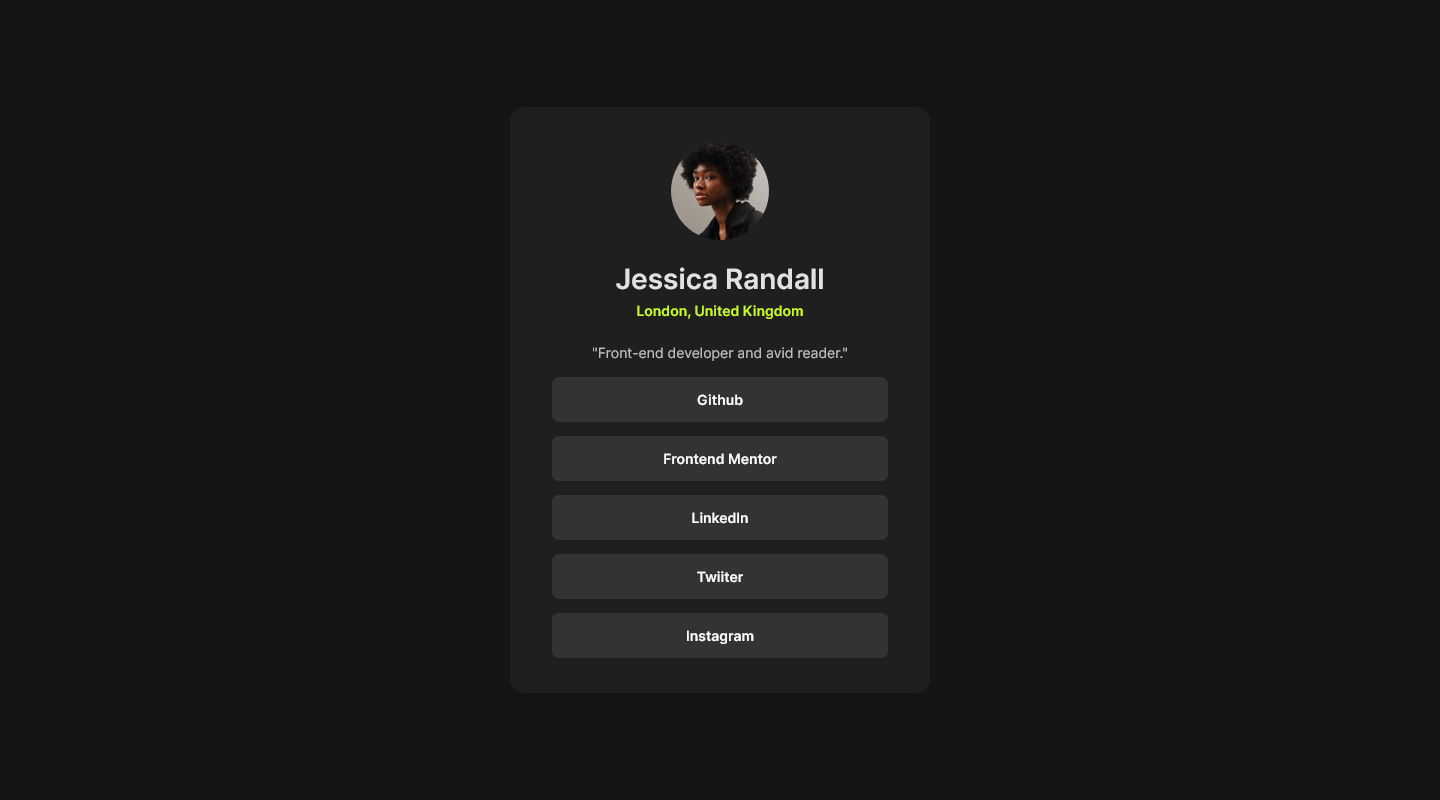 Jessica Randall
London, United Kingdom
"Front-end developer and avid reader."
Github
Frontend Mentor
LinkedIn
Twiiter
Instagram